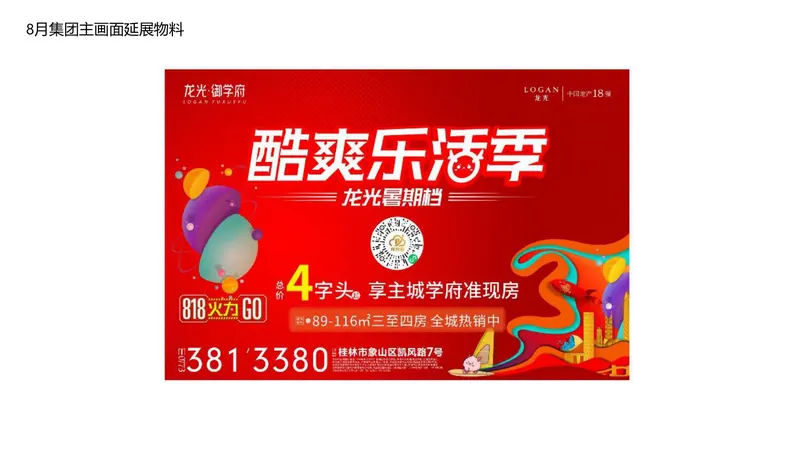 8月集团主画面延展物料
龙光·御学府
LOGAN YUXUEFU
LOGAN
龙光
中国地产18强
酷爽乐活季
龙光暑期档
总价4字头起 享主城学府准现房
89-116㎡三至四房 全城热销中
818火力GO
0773
381 3380
桂林市象山区凯风路7号